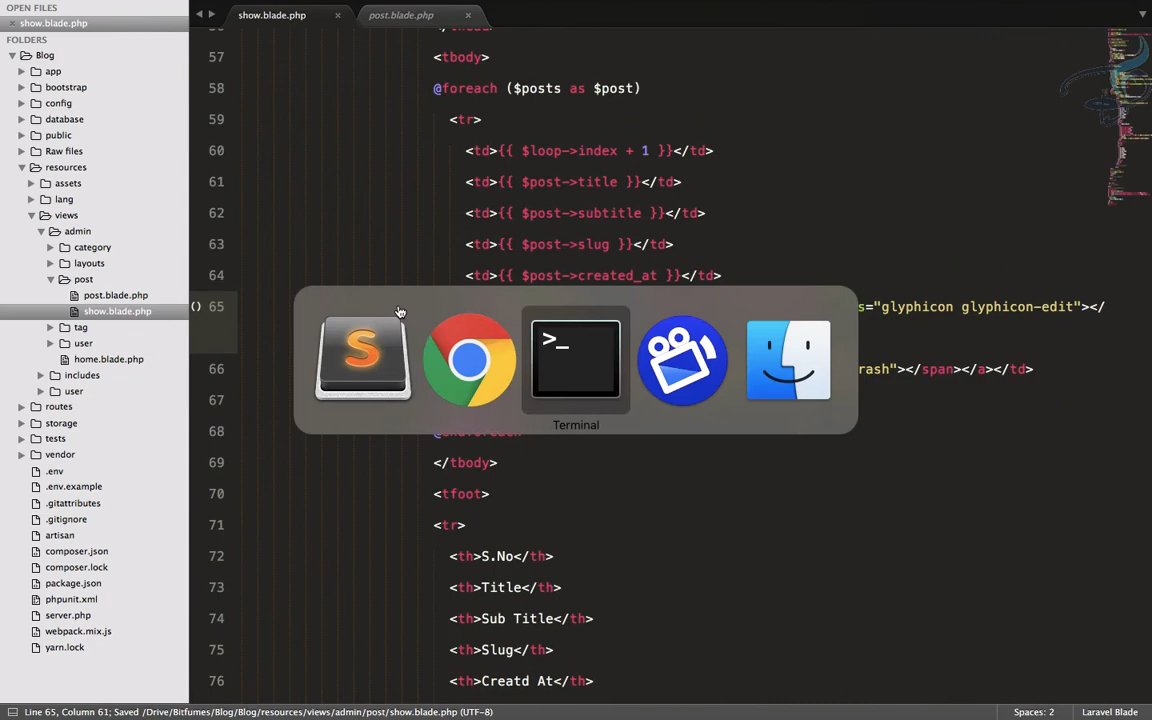 OPEN FILES
show.blade.php
FOLDERS
Blog
app
bootstrap
config
database
public
Raw files
resources
assets
lang
views
admin
category
layouts
post
post.blade.php
show.blade.php
tag
user
home.blade.php
includes
user
routes
storage
tests
vendor
.env
.env.example
.gitattributes
.gitignore
artisan
composer.json
composer.lock
package.json
phpunit.xml
server.php
webpack.mix.js
yarn.lock
show.blade.php
post.blade.php
57 <tbody>
58 @foreach ($posts as $post)
59 <tr>
60 <td>{{ $loop->index + 1 }}</td>
61 <td>{{ $post->title }}</td>
62 <td>{{ $post->subtitle }}</td>
63 <td>{{ $post->slug }}</td>
64 <td>{{ $post->created_at }}</td>
65 s="glyphicon glyphicon-edit"></
66 rash"></span></a></td>
67
68
69 </tbody>
70 <tfoot>
71 <tr>
72 <th>S.No</th>
73 <th>Title</th>
74 <th>Sub Title</th>
75 <th>Slug</th>
76 <th>Creatd At</th>
Terminal
Line 65, Column 61; Saved /Drive/Bitfumes/Blog/Blog/resources/views/admin/post/show.blade.php (UTF-8)
Spaces: 2
Laravel Blade